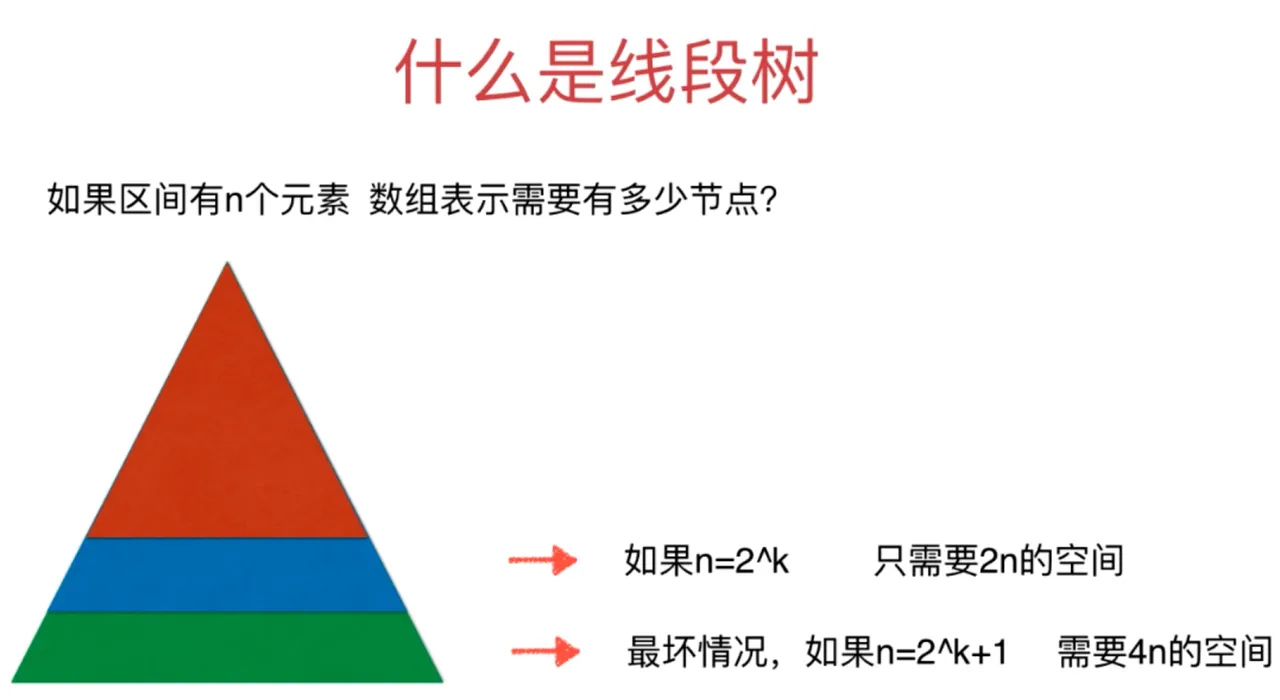 什么是线段树
如果区间有n个元素 数组表示需要有多少节点?
如果n=2^k 只需要2n的空间
最坏情况，如果n=2^k+1 需要4n的空间